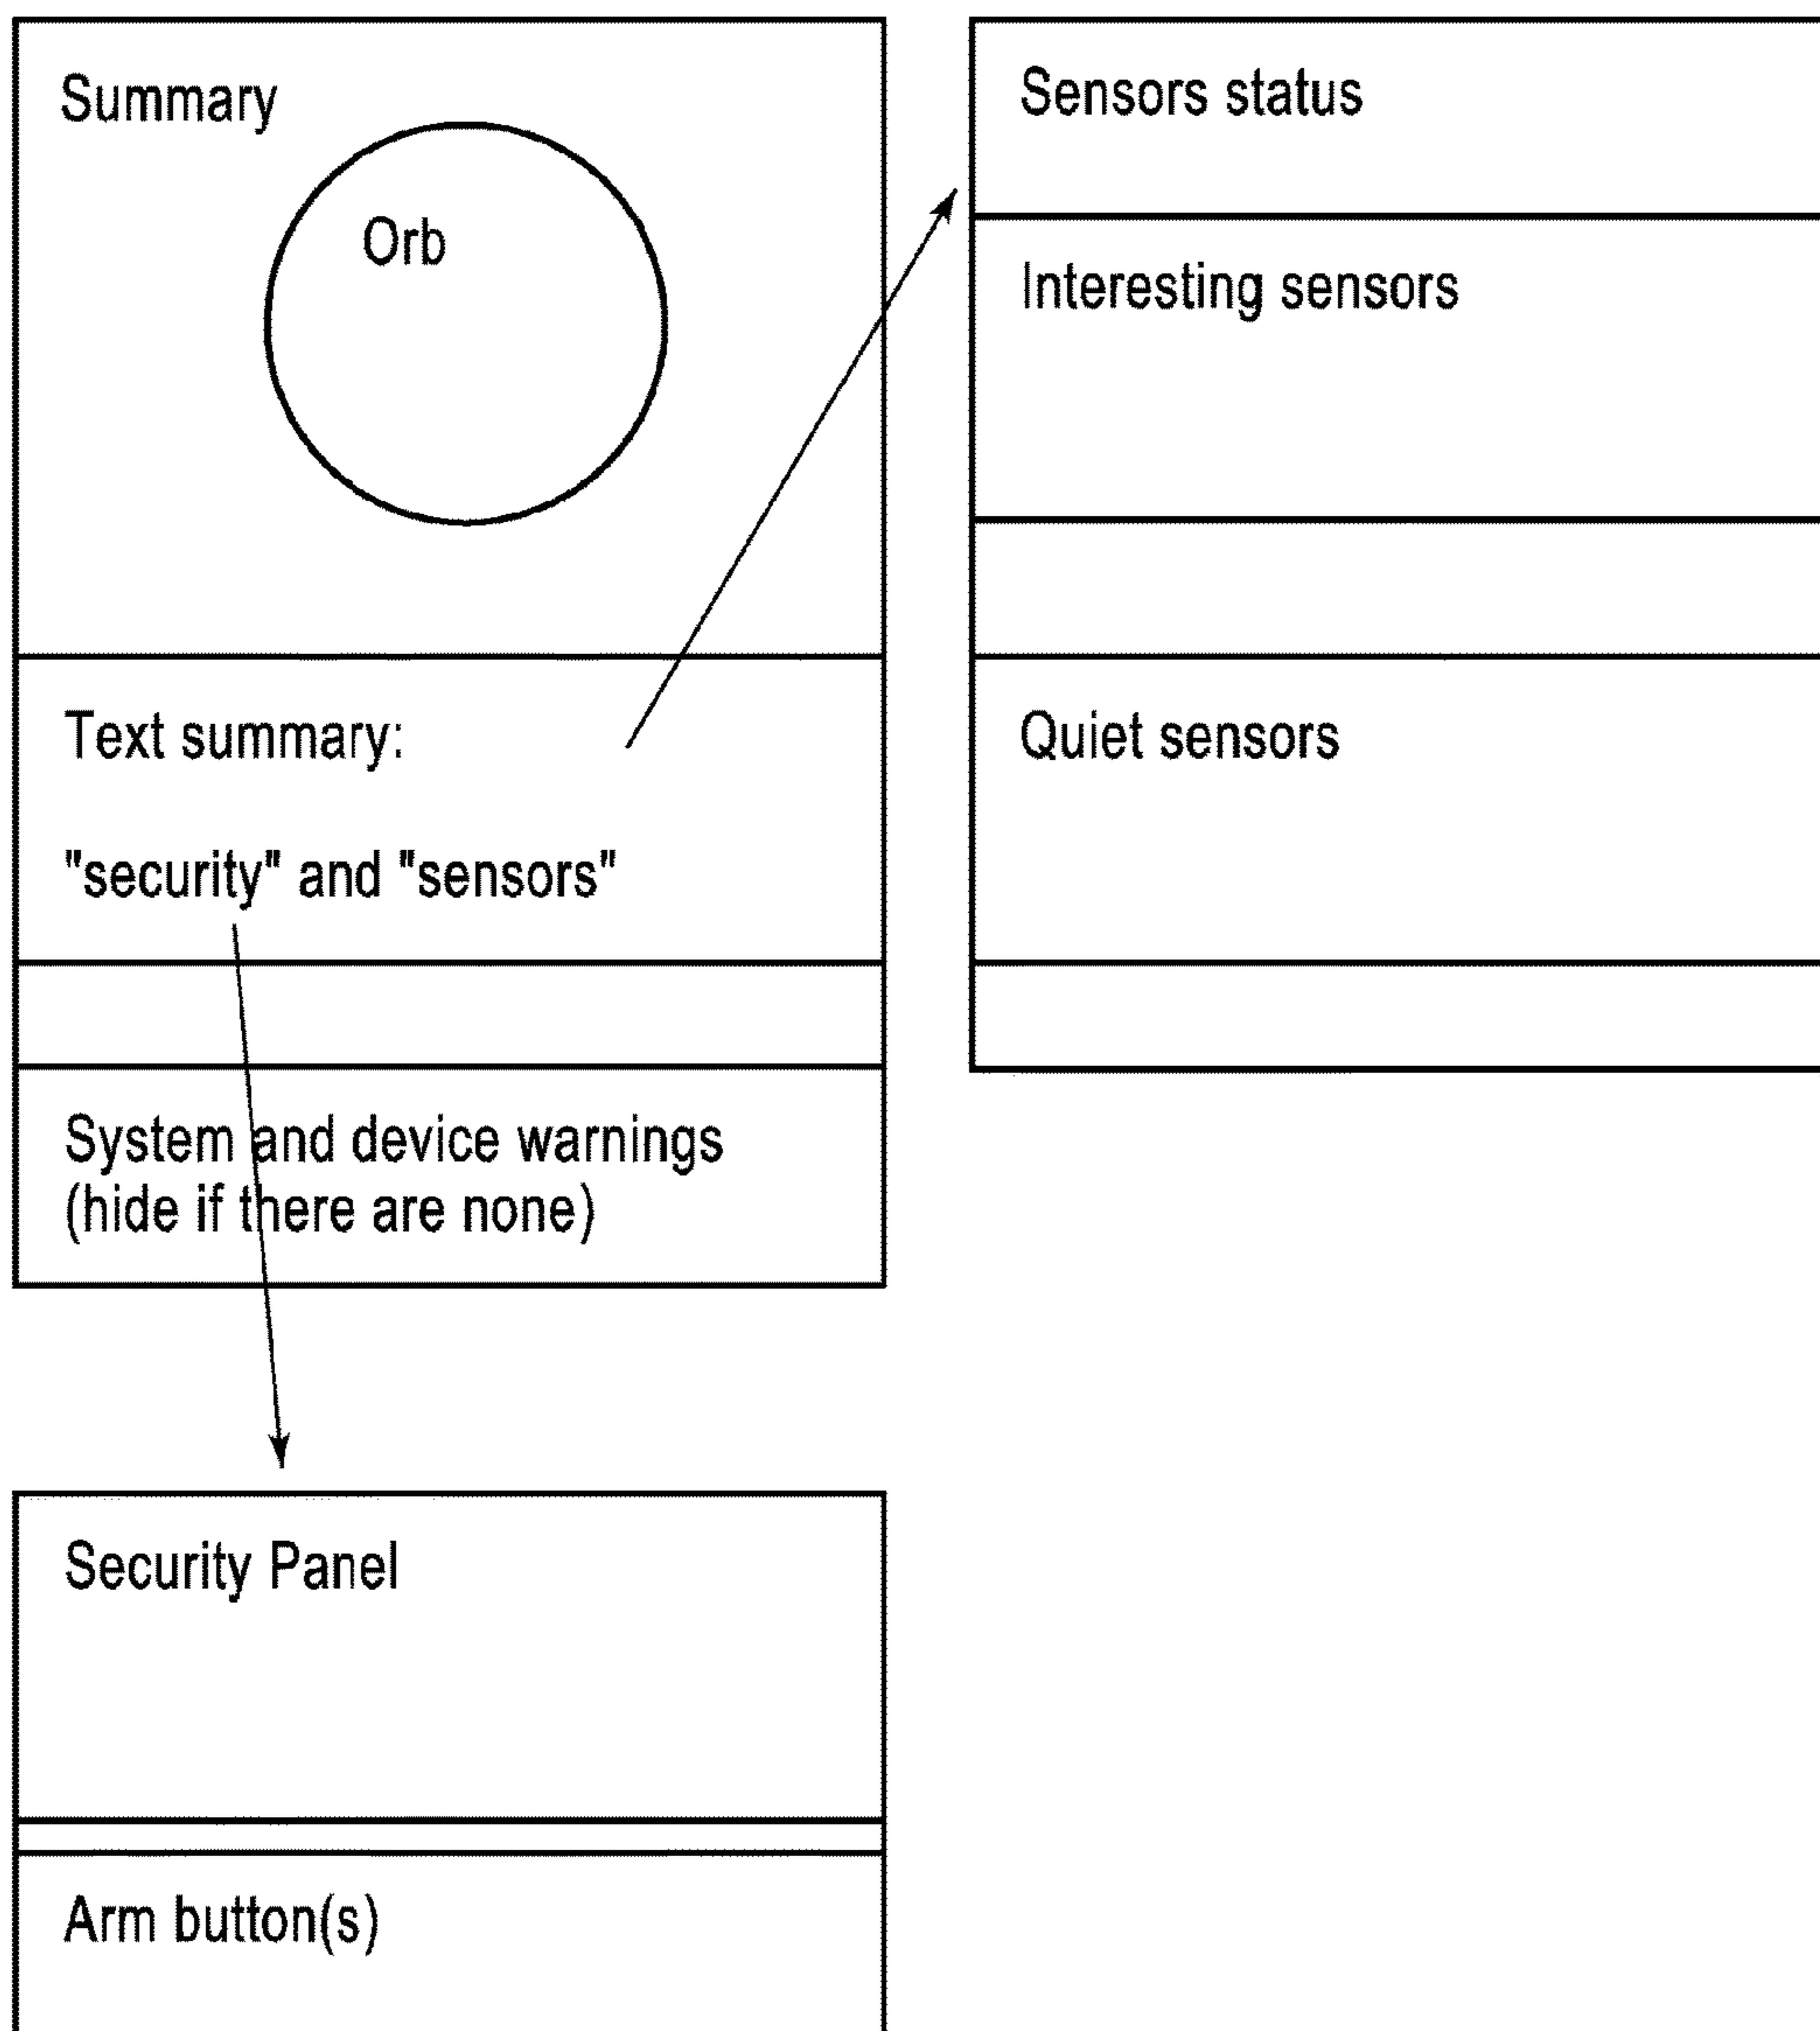 Summary
Orb
Text summary:
"security" and "sensors"
System and device warnings
(hide if there are none)
Sensors status
Interesting sensors
Quiet sensors
Security Panel
Arm button(s)